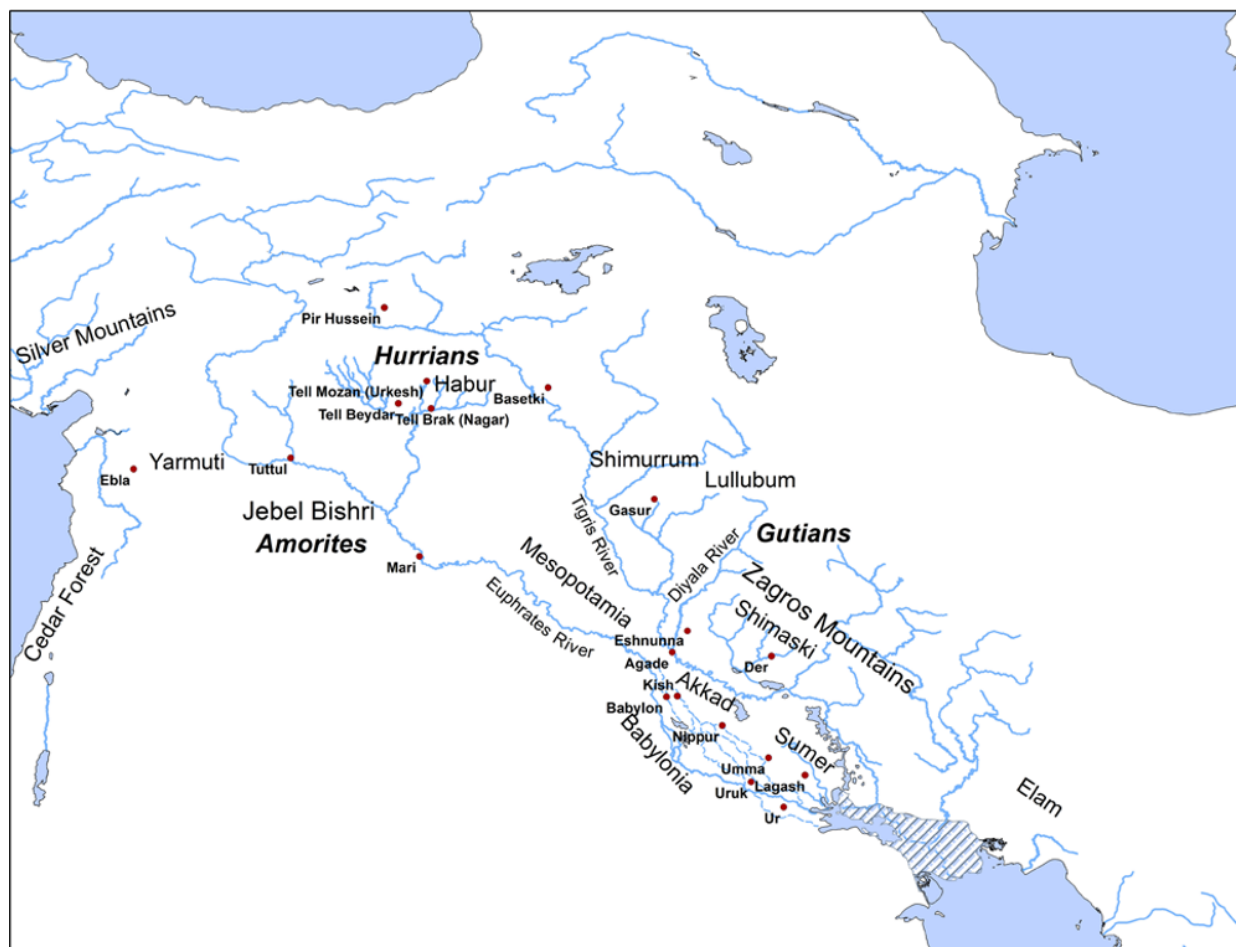 Silver Mountains
Pir Hussein
Hurrians
Tell Mozan (Urkesh)
Habur
Tell Beydar
Tell Brak (Nagar)
Basetki
Ebla
Yarmuti
Tuttul
Shimurrum
Lullubum
Gasur
Jebel Bishri
Amorites
Mari
Tigris River
Diyala River
Gutians
Mesopotamia
Euphrates River
Zagros Mountains
Cedar Forest
Eshnunna
Shimaski
Agade
Der
Kish
Akkad
Babylon
Babylonia
Nippur
Sumer
Umma
Uruk
Lagash
Ur
Elam